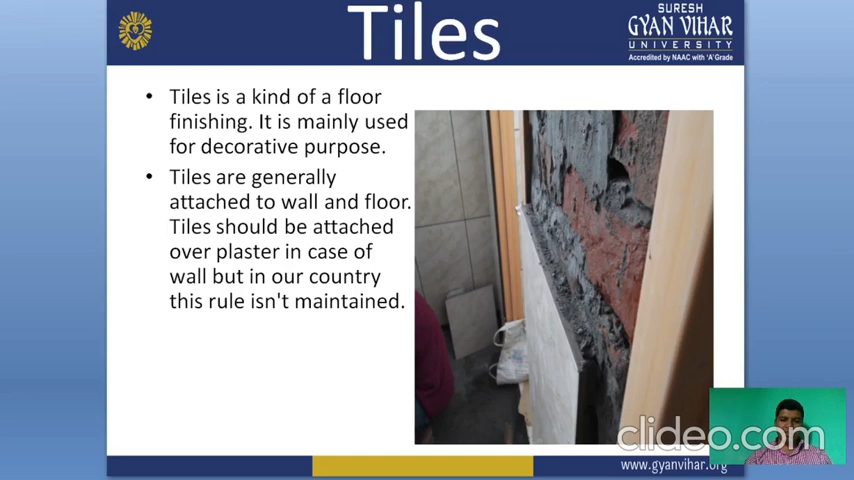 Tiles
SURESH
GYAN VIHAR
UNIVERSITY
Accredited by NAAC with 'A' Grade
• Tiles is a kind of a floor
finishing. It is mainly used
for decorative purpose.
• Tiles are generally
attached to wall and floor.
Tiles should be attached
over plaster in case of
wall but in our country
this rule isn't maintained.
clideo.com
www.gyanvihar.org